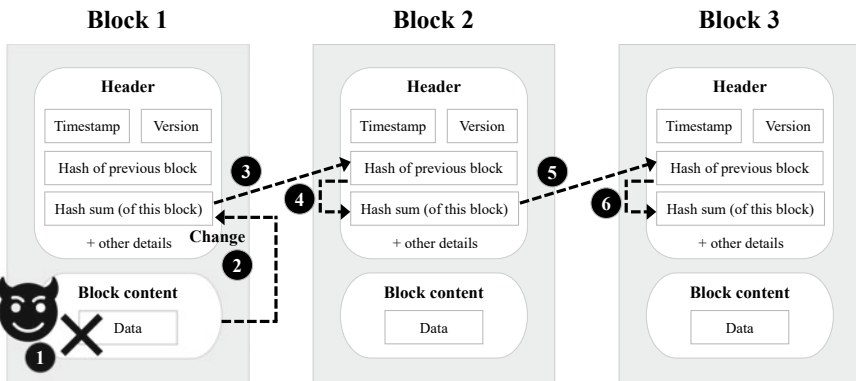 Block 1
Block 2
Block 3
Header
Timestamp
Version
Hash of previous block
Hash sum (of this block)
+ other details
Block content
Data
1
Change
2
3
Header
Timestamp
Version
Hash of previous block
4
Hash sum (of this block)
+ other details
Block content
Data
5
Header
Timestamp
Version
Hash of previous block
6
Hash sum (of this block)
+ other details
Block content
Data